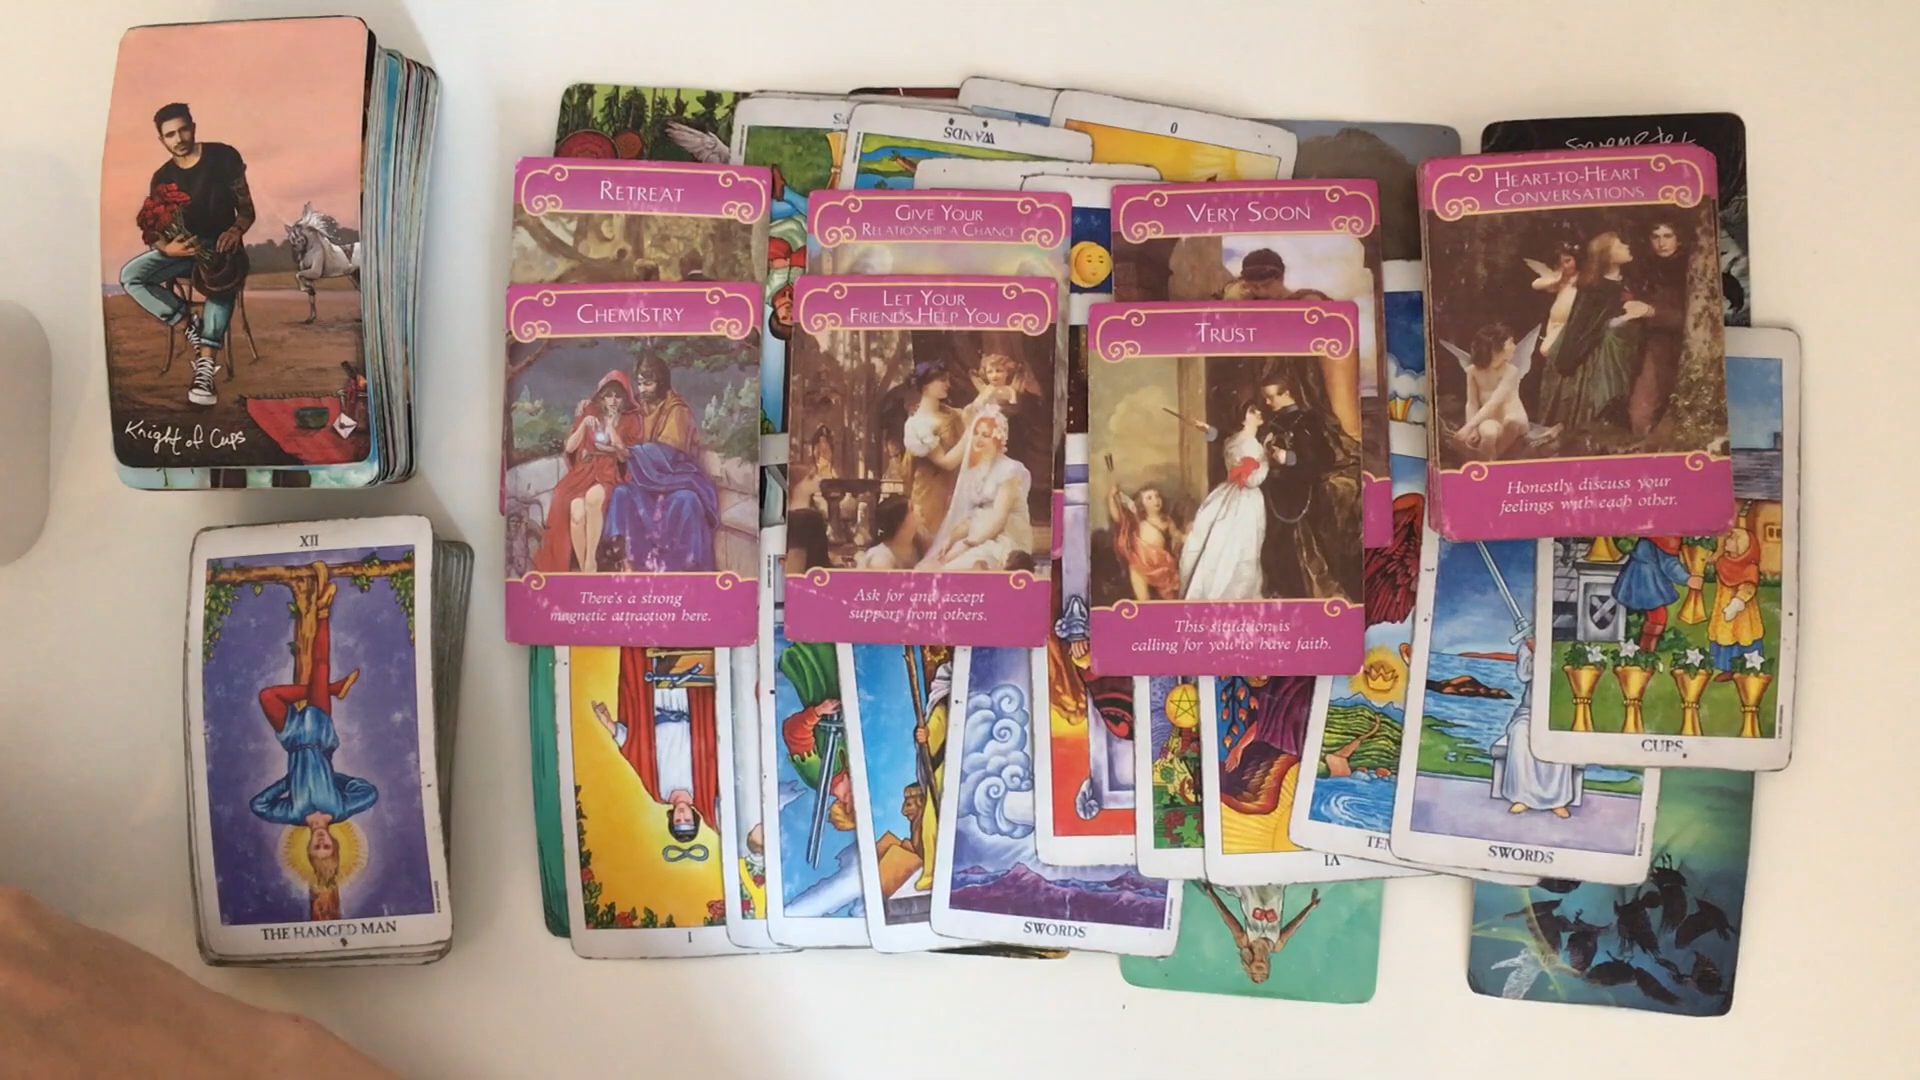 Knight of Cups
XII
THE HANGED MAN
WANDS
0
RETREAT
GIVE YOUR
RELATIONSHIP A CHANCE
VERY SOON
HEART-TO-HEART
CONVERSATIONS
Honestly discuss your
feelings with each other.
CHEMISTRY
There's a strong
magnetic attraction here.
LET YOUR
FRIENDS HELP YOU
Ask for and accept
support from others.
TRUST
This situation is
calling for you to have faith.
I
SWORDS
VI
TEM
SWORDS
CUPS